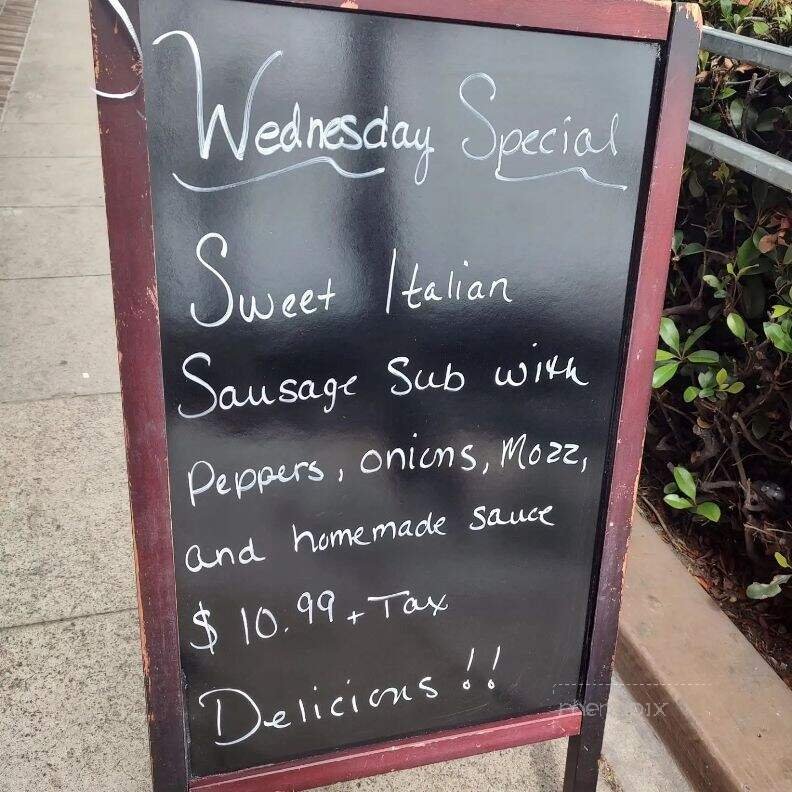 Wednesday Special
Sweet Italian
Sausage Sub with
Peppers, onions, Mozz,
and homemade sauce
$10.99 + Tax
Delicious!!